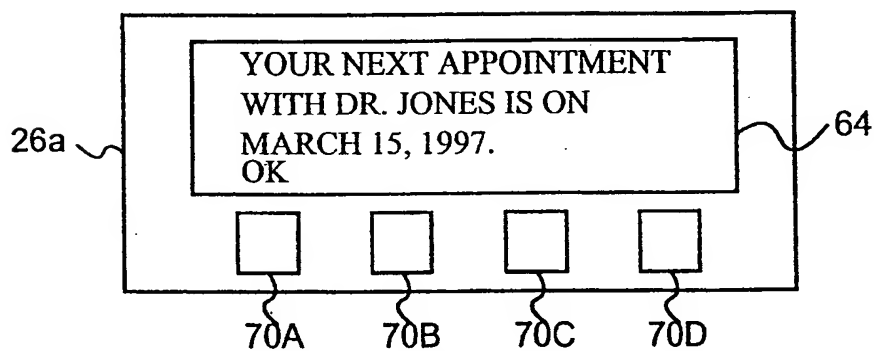 YOUR NEXT APPOINTMENT
WITH DR. JONES IS ON
MARCH 15, 1997.
OK
26a
64
70A 70B 70C 70D